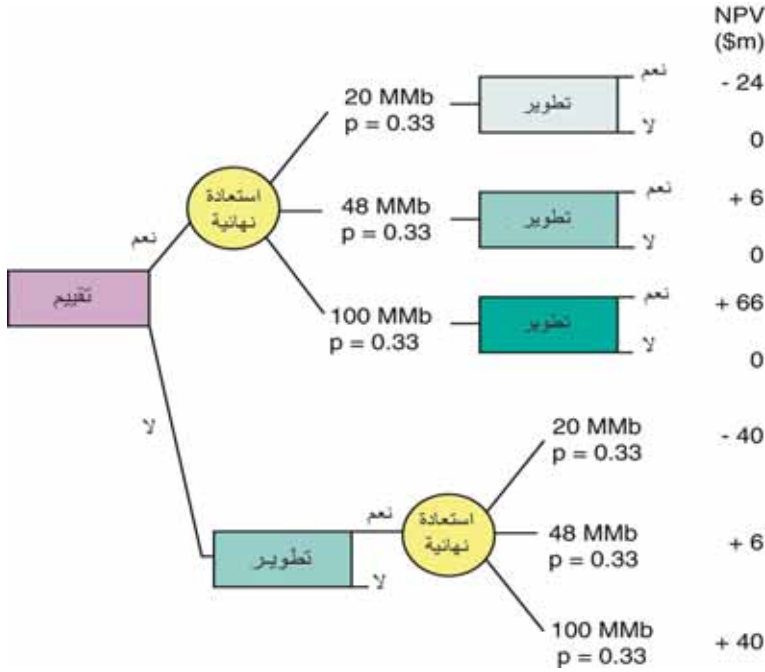 NPV
($m)
نعم
- 24
20 MMb
p = 0.33
تطوير
لا
0
استعادة
نهائية
نعم
+ 6
48 MMb
p = 0.33
تطوير
لا
0
نعم
تقييم
نعم
+ 66
100 MMb
p = 0.33
تطوير
لا
0
لا
20 MMb
p = 0.33
- 40
نعم
استعادة
نهائية
تطوير
لا
48 MMb
p = 0.33
+ 6
100 MMb
p = 0.33
+ 40